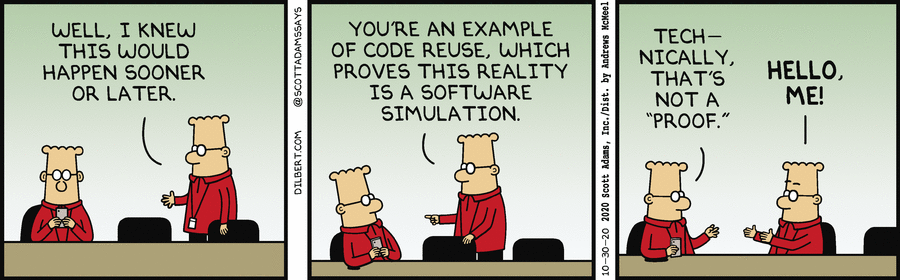 WELL, I KNEW
THIS WOULD
HAPPEN SOONER
OR LATER.
DILBERT.COM @SCOTTADAMSSAYS
YOU'RE AN EXAMPLE
OF CODE REUSE, WHICH
PROVES THIS REALITY
IS A SOFTWARE
SIMULATION.
10-30-20 2020 Scott Adams, Inc./Dist. by Andrews McMeel
TECH—
NICALLY,
THAT'S
NOT A
"PROOF."
HELLO,
ME!